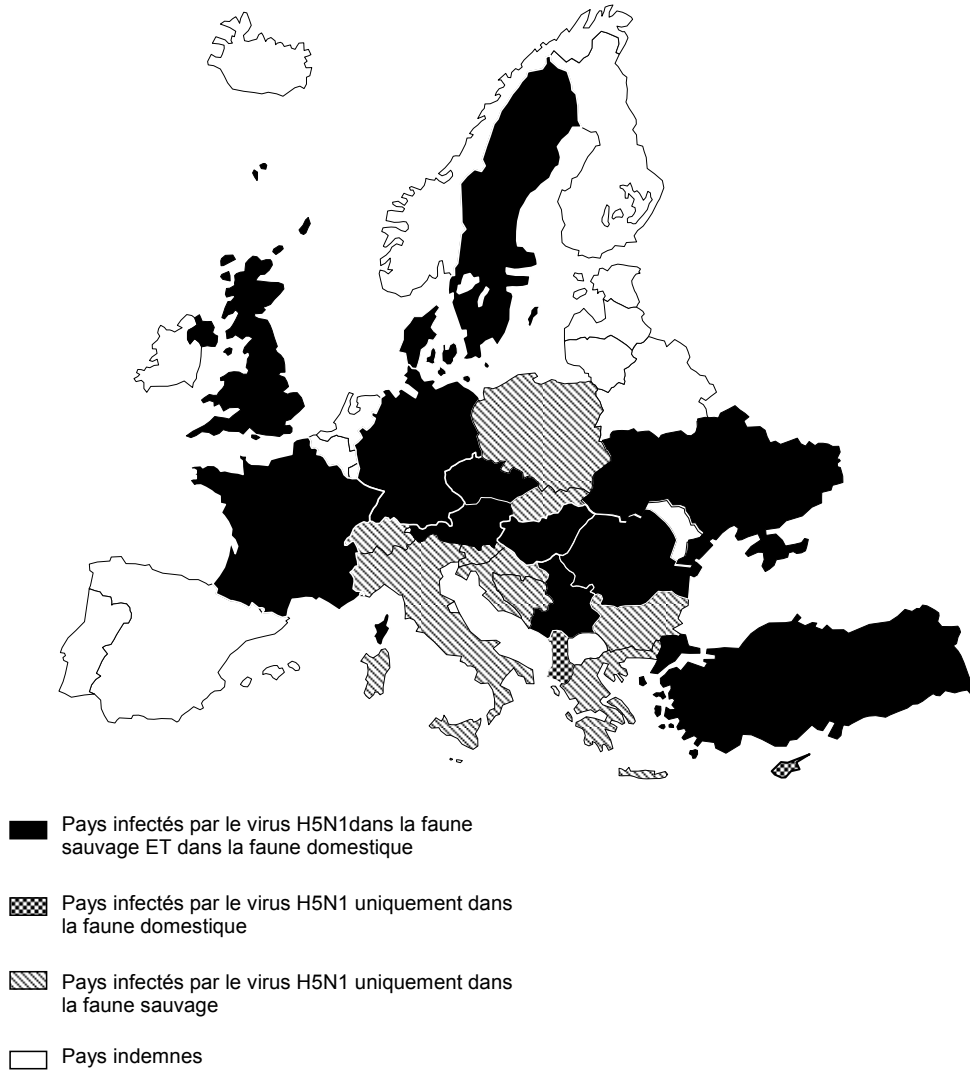 Pays infectés par le virus H5N1dans la faune
sauvage ET dans la faune domestique
Pays infectés par le virus H5N1 uniquement dans
la faune domestique
Pays infectés par le virus H5N1 uniquement dans
la faune sauvage
Pays indemnes